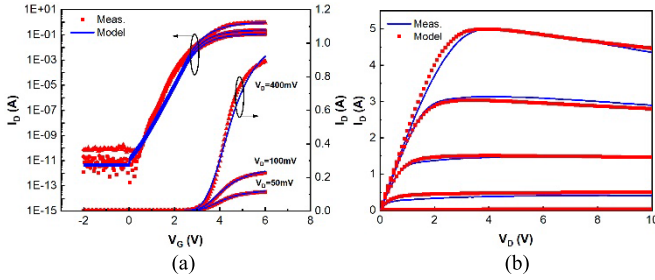 1E+01
1E-01
1E-03
1E-05
1E-07
1E-09
1E-11
1E-13
1E-15
I_D (A)
Meas.
Model
V_D=400mV
V_D=100mV
V_D=50mV
1.2
1.0
0.8
0.6
0.4
0.2
0.0
I_D (A)
-2 0 2 4 6 8
V_G (V)
(a)
5
4
3
2
1
0
I_D (A)
Meas.
Model
0 2 4 6 8 10
V_D (V)
(b)